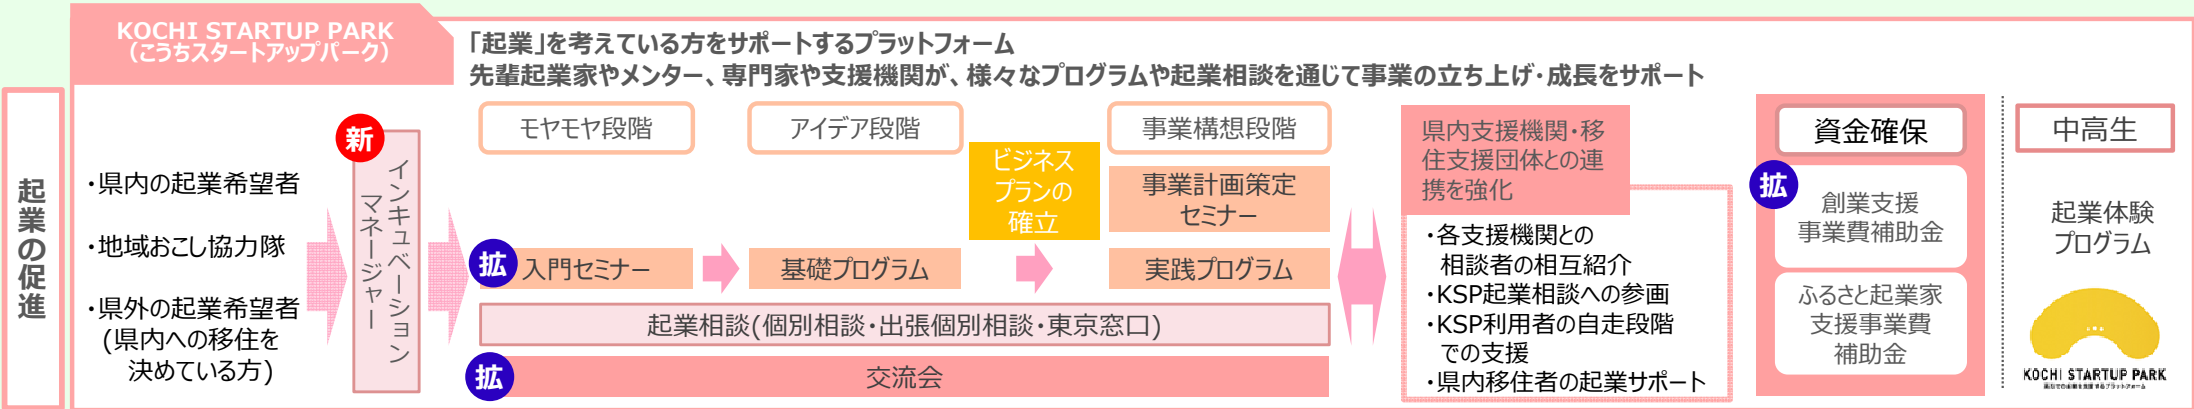 KOCHI STARTUP PARK
（こうちスタートアップパーク）
「起業」を考えている方をサポートするプラットフォーム
先輩起業家やメンター、専門家や支援機関が、様々なプログラムや起業相談を通じて事業の立ち上げ・成長をサポート
起業の促進
・県内の起業希望者
・地域おこし協力隊
・県外の起業希望者
(県内への移住を
決めている方)
新
インキュベーション
マネージャー
モヤモヤ段階
アイデア段階
事業構想段階
ビジネス
プランの
確立
事業計画策定
セミナー
拡
入門セミナー
基礎プログラム
実践プログラム
起業相談(個別相談・出張個別相談・東京窓口)
拡
交流会
県内支援機関・移
住支援団体との連
携を強化
・各支援機関との
相談者の相互紹介
・KSP起業相談への参画
・KSP利用者の自走段階
での支援
・県内移住者の起業サポート
資金確保
拡
創業支援
事業費補助金
ふるさと起業家
支援事業費
補助金
中高生
起業体験
プログラム
KOCHI STARTUP PARK